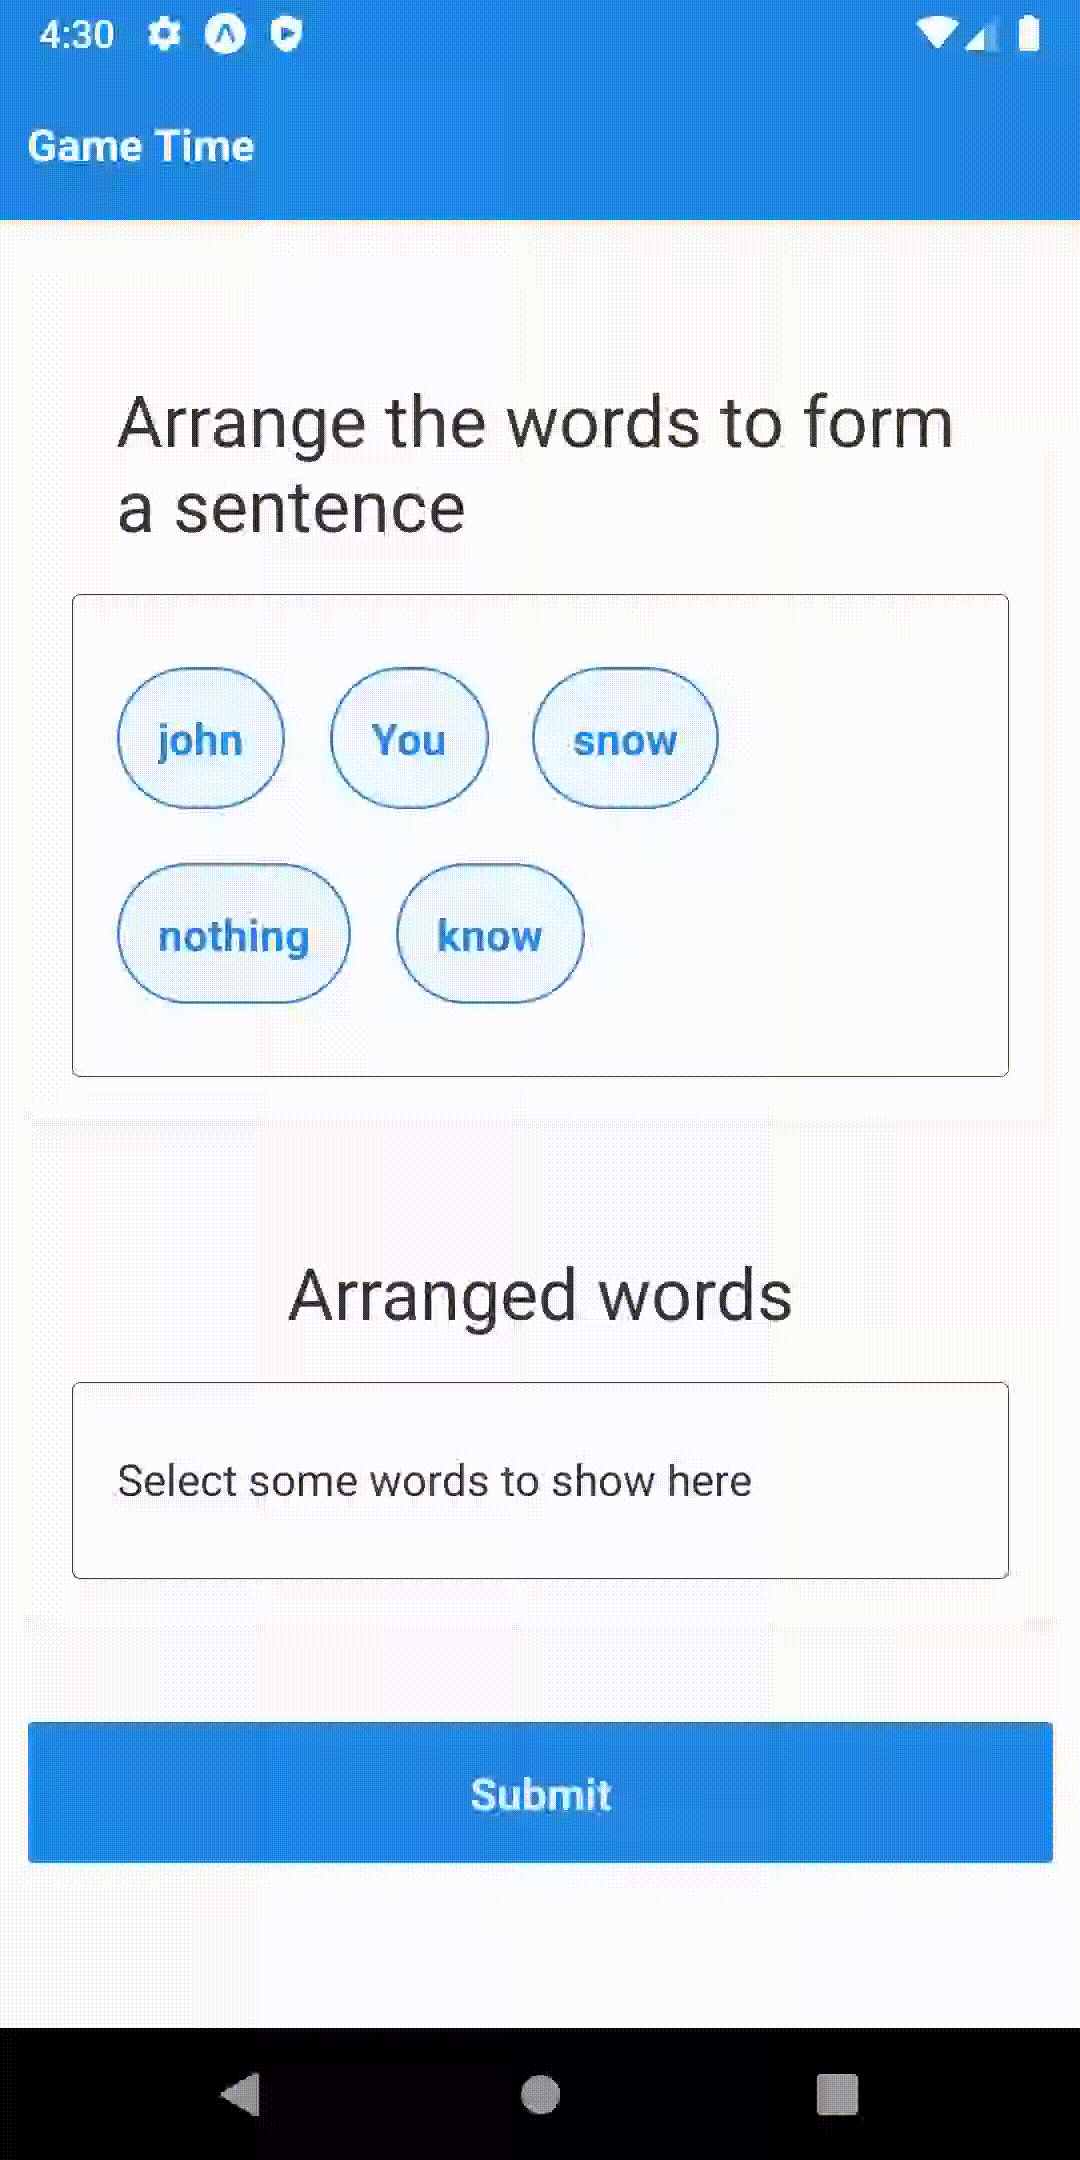 4:30
Game Time
Arrange the words to form
a sentence
john You snow
nothing know
Arranged words
Select some words to show here
Submit